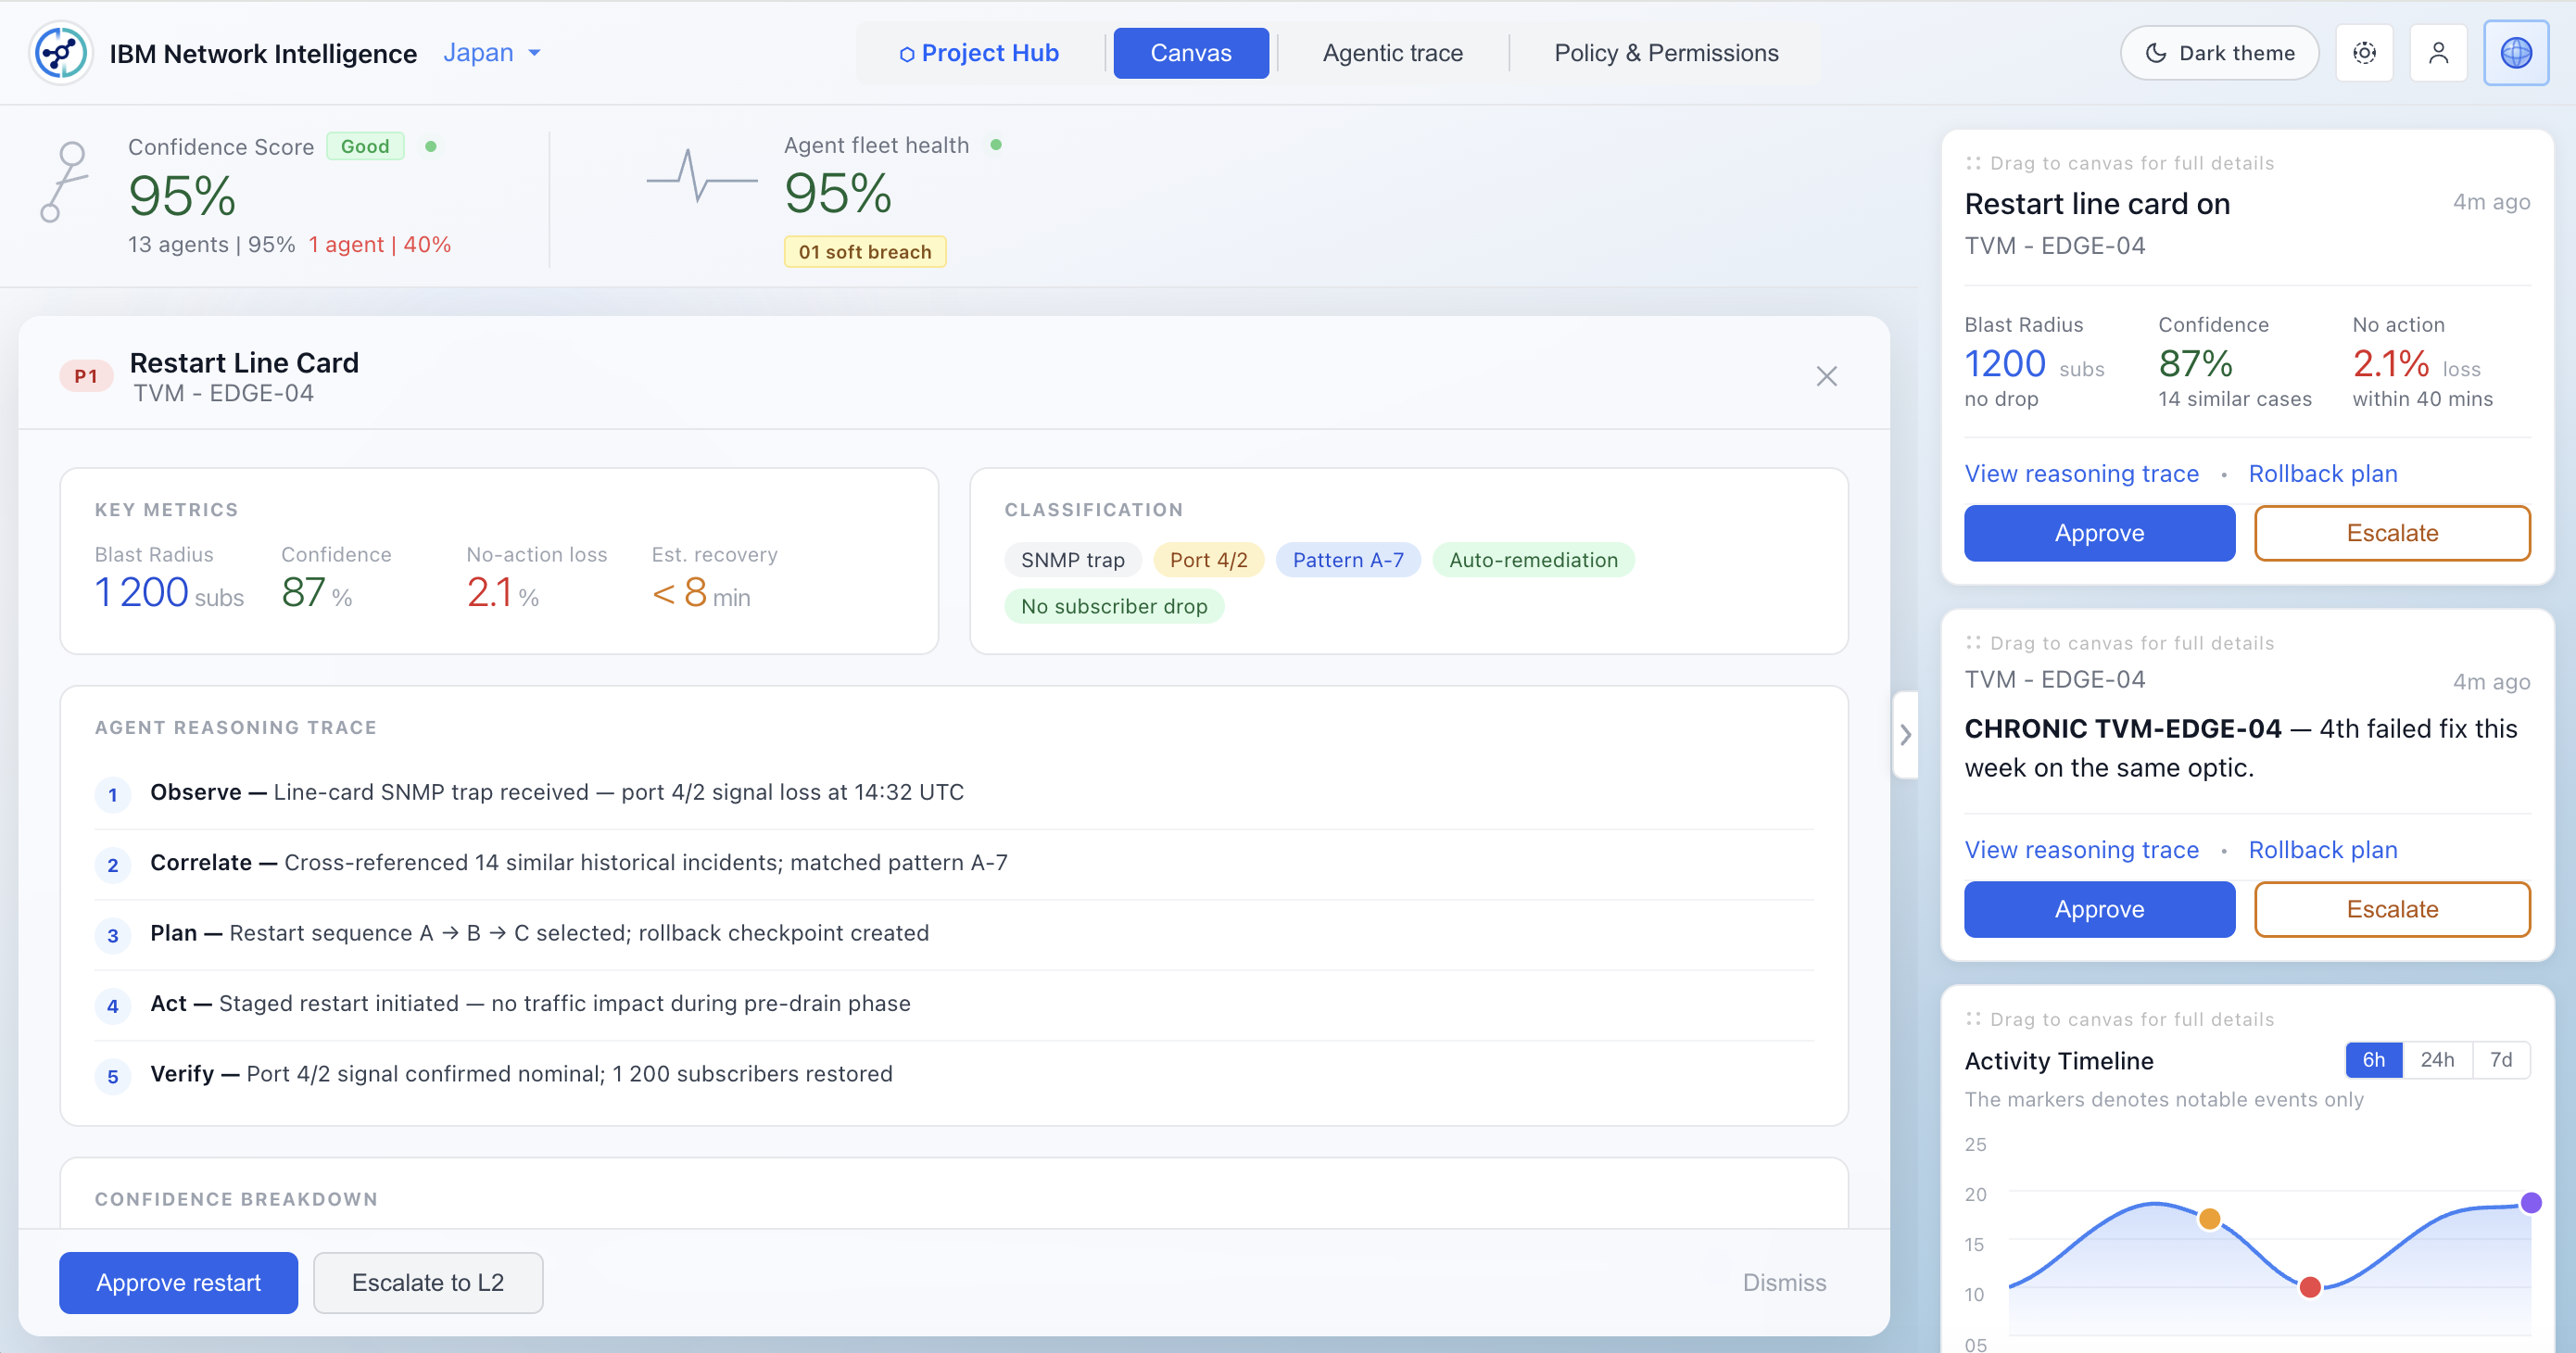 IBM Network Intelligence
Japan
Project Hub
Canvas
Agentic trace
Policy & Permissions
Dark theme
Confidence Score
Good
95%
13 agents | 95% 1 agent | 40%
Agent fleet health
95%
01 soft breach
P1
Restart Line Card
TVM - EDGE-04
KEY METRICS
Blast Radius
1 200 subs
Confidence
87 %
No-action loss
2.1 %
Est. recovery
< 8 min
CLASSIFICATION
SNMP trap
Port 4/2
Pattern A-7
Auto-remediation
No subscriber drop
AGENT REASONING TRACE
1 Observe — Line-card SNMP trap received — port 4/2 signal loss at 14:32 UTC
2 Correlate — Cross-referenced 14 similar historical incidents; matched pattern A-7
3 Plan — Restart sequence A → B → C selected; rollback checkpoint created
4 Act — Staged restart initiated — no traffic impact during pre-drain phase
5 Verify — Port 4/2 signal confirmed nominal; 1 200 subscribers restored
CONFIDENCE BREAKDOWN
Approve restart
Escalate to L2
Dismiss
Drag to canvas for full details
Restart line card on
4m ago
TVM - EDGE-04
Blast Radius
1200 subs
no drop
Confidence
87%
14 similar cases
No action
2.1% loss
within 40 mins
View reasoning trace • Rollback plan
Approve
Escalate
Drag to canvas for full details
TVM - EDGE-04
4m ago
CHRONIC TVM-EDGE-04 — 4th failed fix this
week on the same optic.
View reasoning trace • Rollback plan
Approve
Escalate
Drag to canvas for full details
Activity Timeline
6h
24h
7d
The markers denotes notable events only
25
20
15
10
05